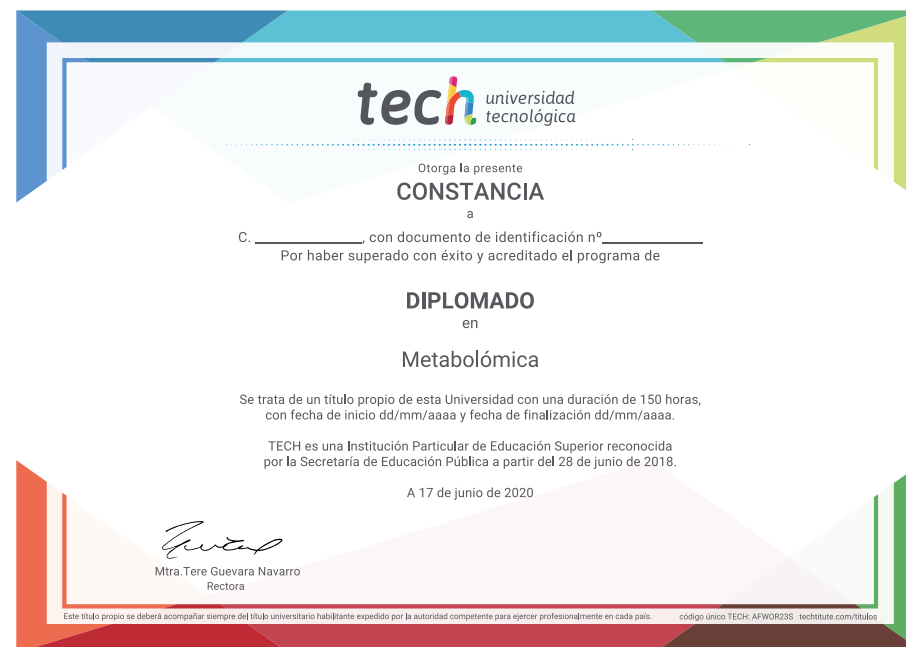 tech universidad
tecnológica
Otorga la presente
CONSTANCIA
a
C. ____________, con documento de identificación nº____________
Por haber superado con éxito y acreditado el programa de
DIPLOMADO
en
Metabolómica
Se trata de un título propio de esta Universidad con una duración de 150 horas,
con fecha de inicio dd/mm/aaaa y fecha de finalización dd/mm/aaaa.
TECH es una Institución Particular de Educación Superior reconocida
por la Secretaría de Educación Pública a partir del 28 de junio de 2018.
A 17 de junio de 2020
Mtra.Tere Guevara Navarro
Rectora
Este título propio se deberá acompañar siempre del título universitario habilitante expedido por la autoridad competente para ejercer profesionalmente en cada país. código único TECH: AFWOR23S techtitute.com/titulos